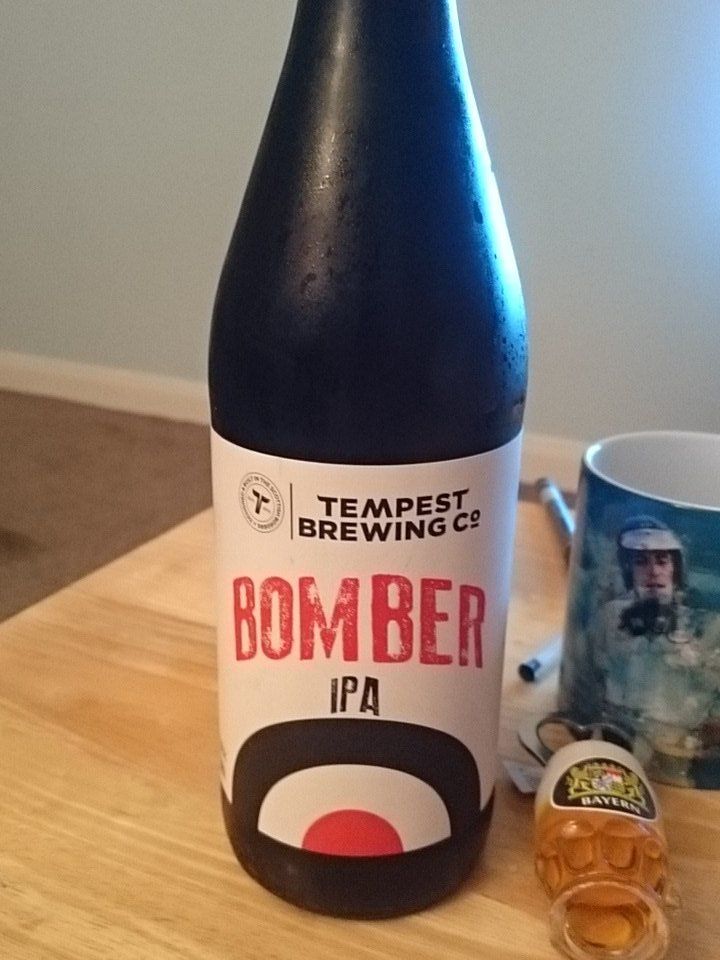 TEMPEST
BREWING Cº
BOMBER
IPA
BAYERN